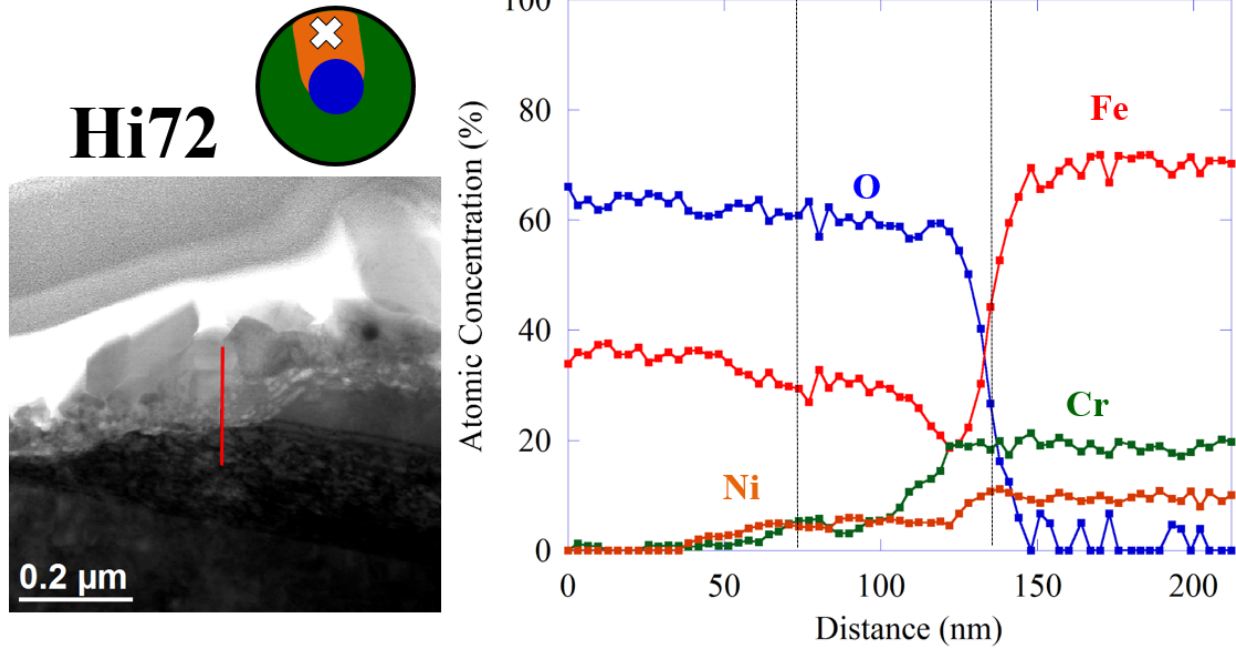 Hi72
0.2 µm
100
80
60
40
20
0
Atomic Concentration (%)
Fe
O
Cr
Ni
0 50 100 150 200
Distance (nm)